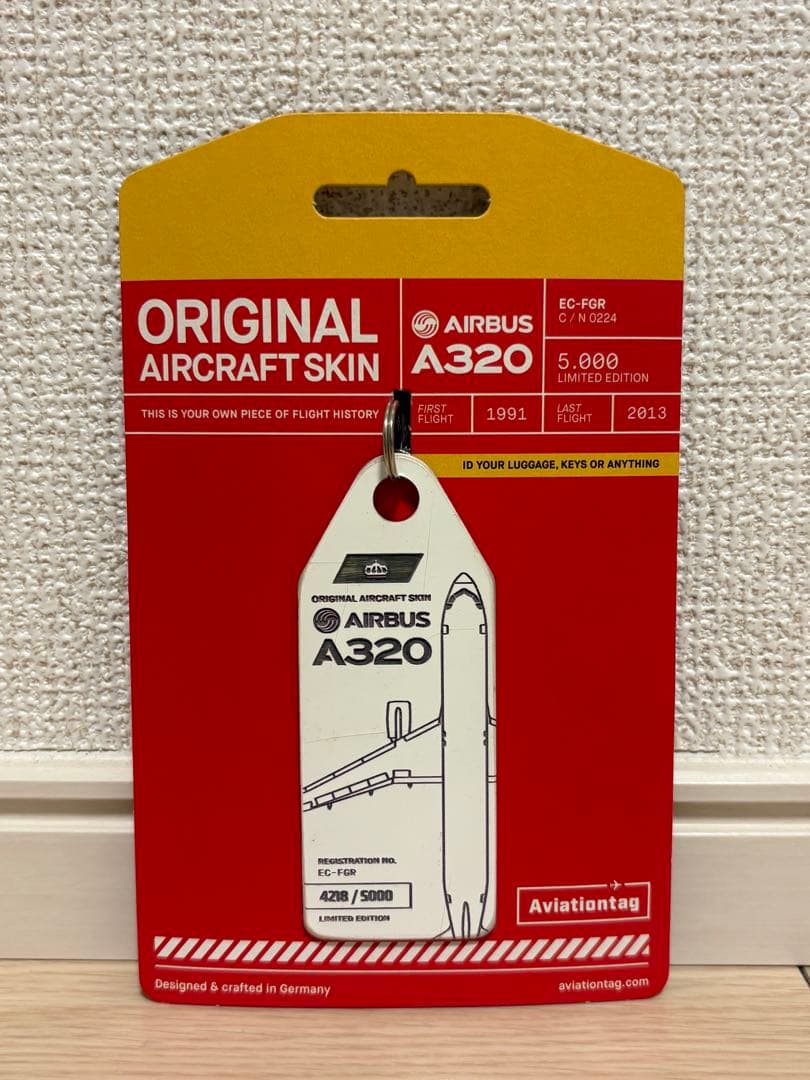 ORIGINAL
AIRCRAFT SKIN
AIRBUS
A320
EC-FGR
C / N 0224
5.000
LIMITED EDITION
THIS IS YOUR OWN PIECE OF FLIGHT HISTORY
FIRST
FLIGHT
1991
LAST
FLIGHT
2013
ID YOUR LUGGAGE, KEYS OR ANYTHING
ORIGINAL AIRCRAFT SKIN
AIRBUS
A320
REGISTRATION NO.
EC-FGR
4218 / 5000
LIMITED EDITION
Aviationtag
Designed & crafted in Germany
aviationtag.com